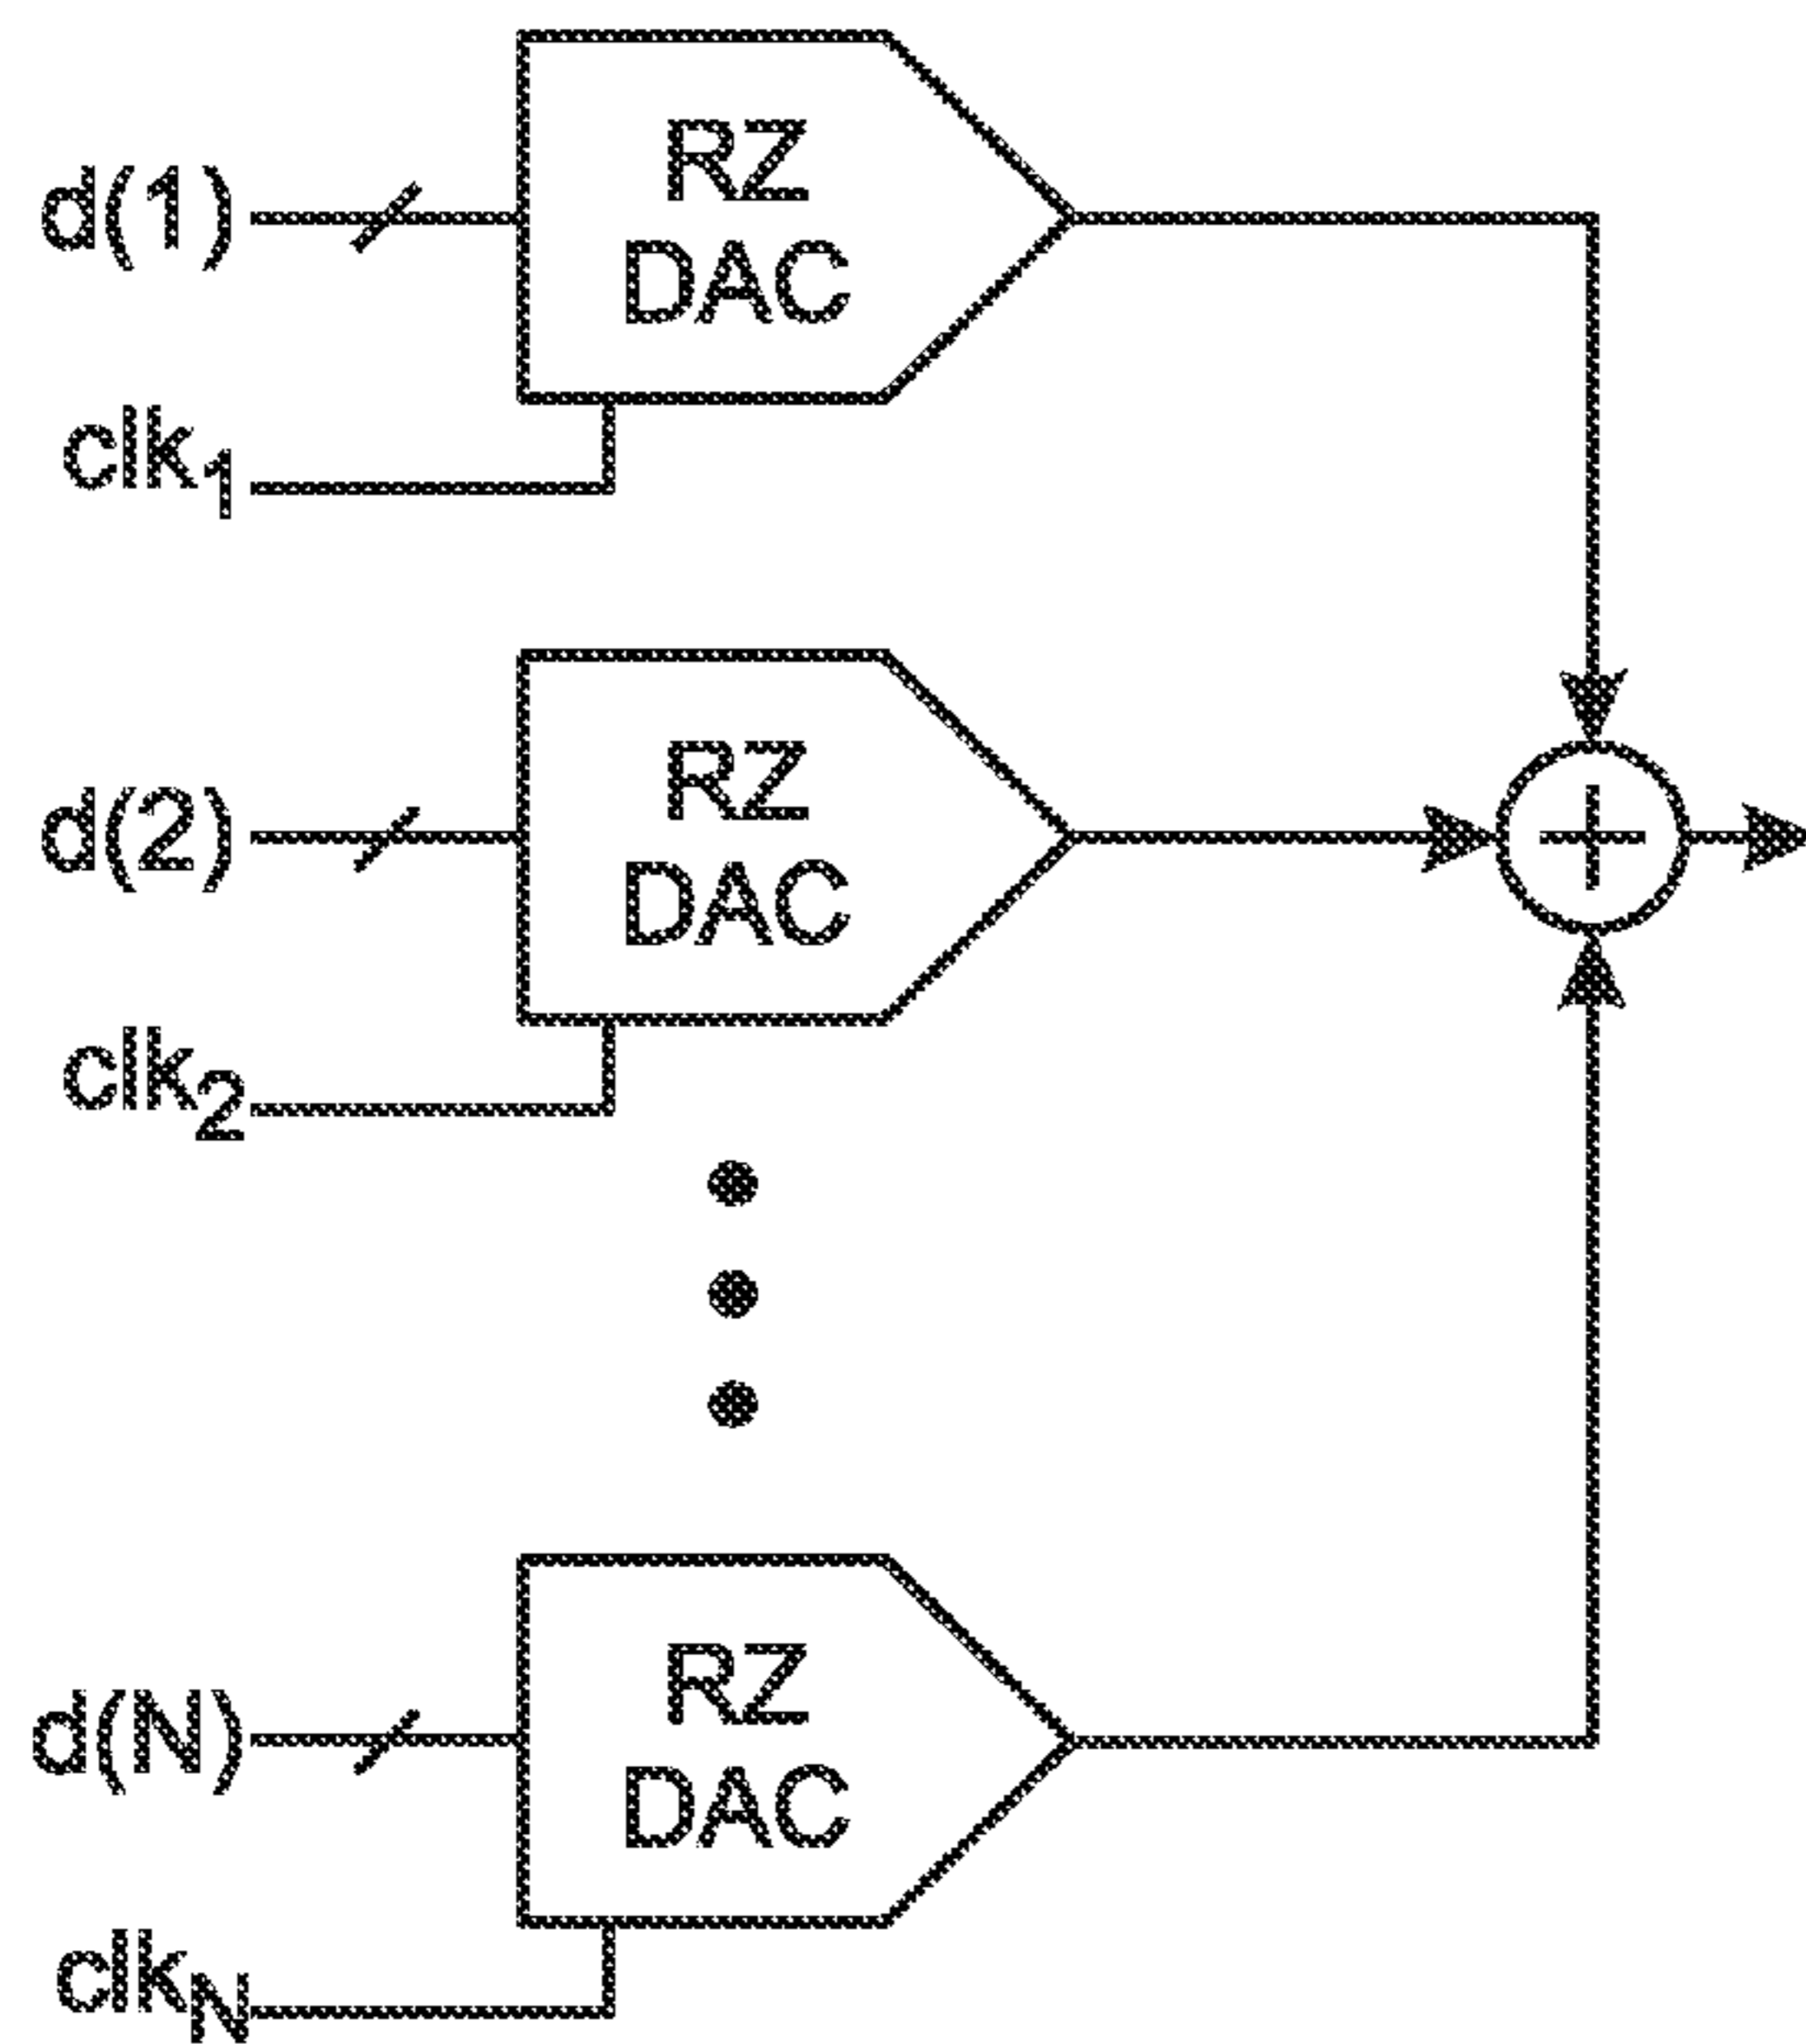 d(1)
RZ
DAC
clk1
d(2)
RZ
DAC
clk2
d(N)
RZ
DAC
clkN